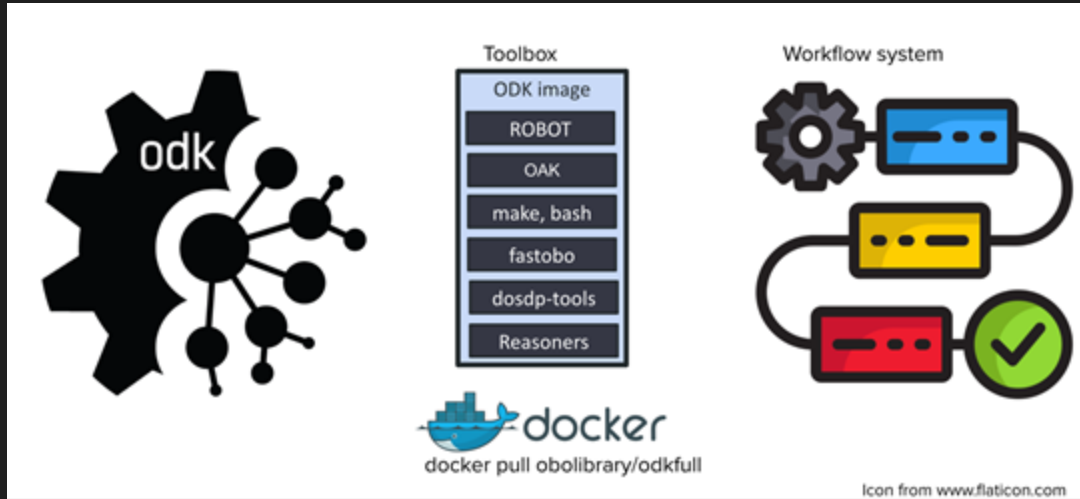 odk
Toolbox
ODK image
ROBOT
OAK
make, bash
fastobo
dosdp-tools
Reasoners
docker
docker pull obolibrary/odkfull
Workflow system
Icon from www.flaticon.com